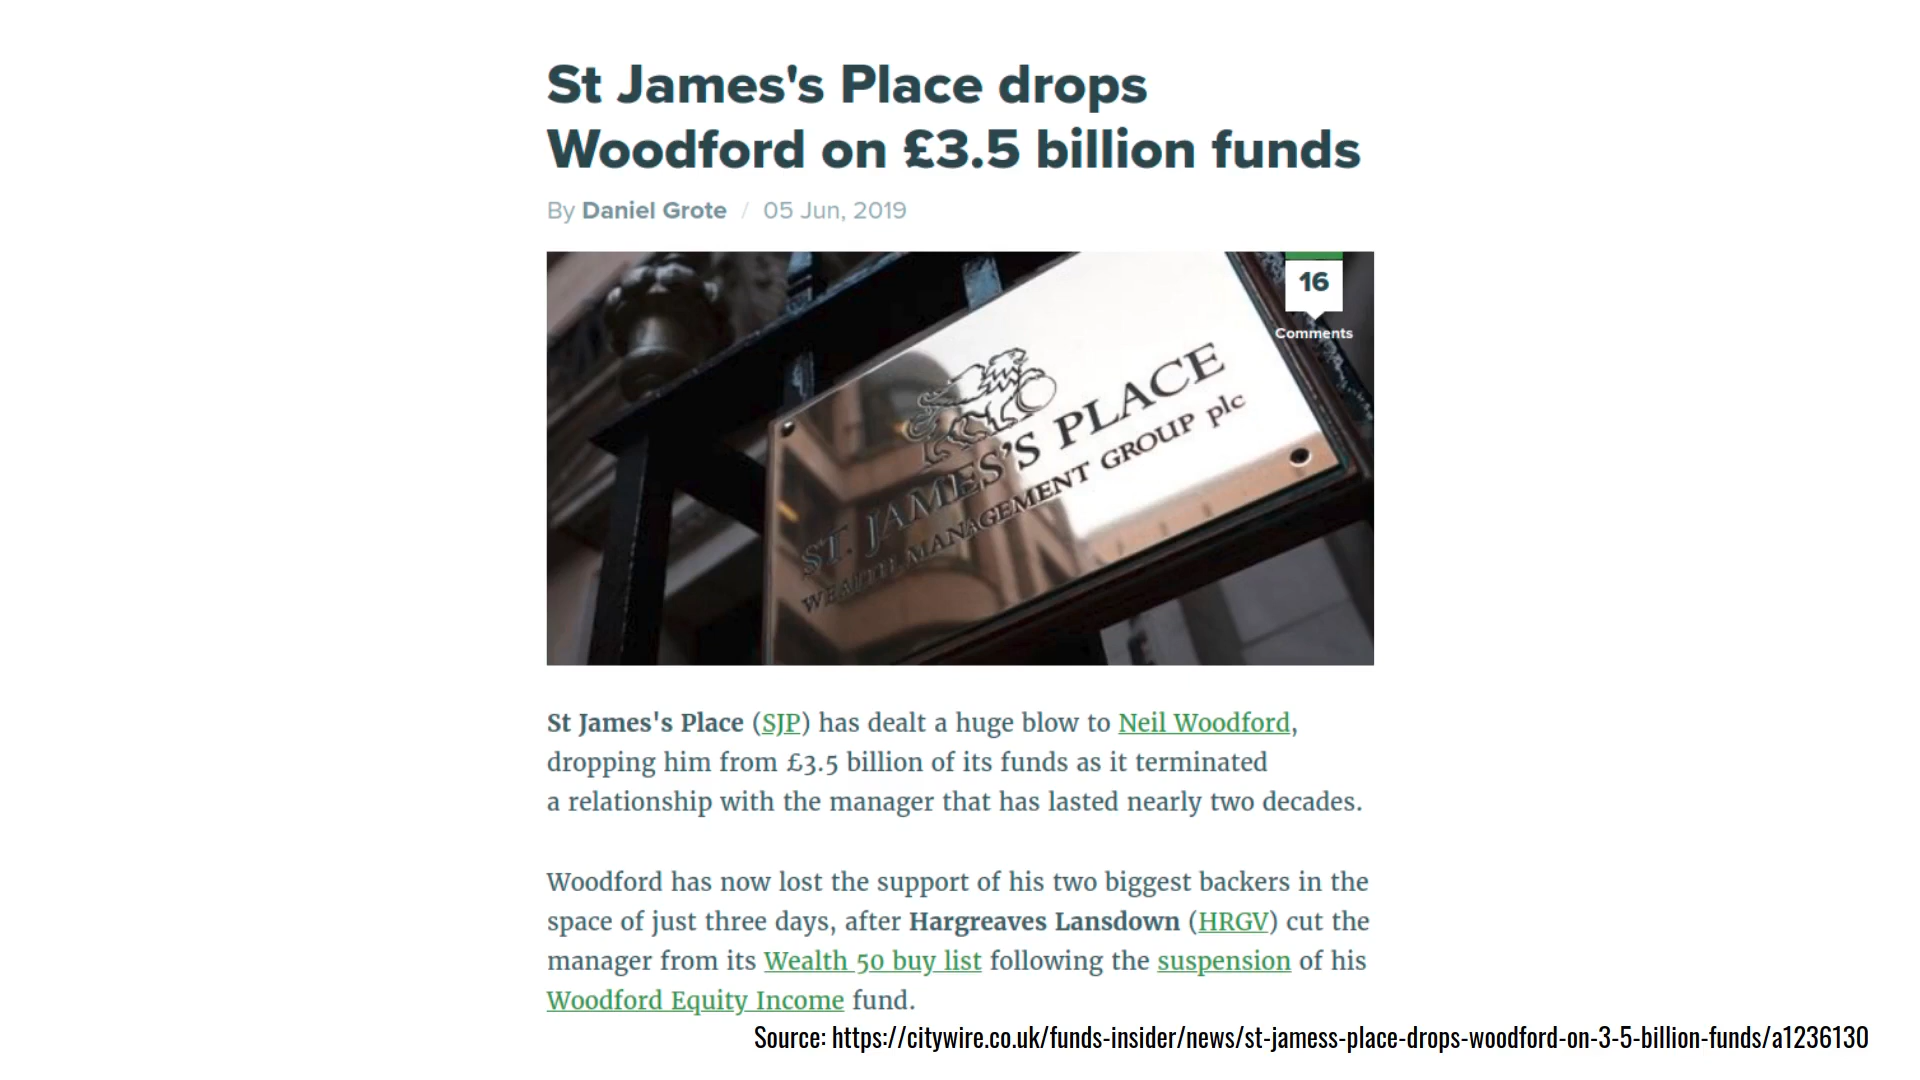 St James's Place drops
Woodford on £3.5 billion funds
By Daniel Grote / 05 Jun, 2019
16
Comments
ST. JAMES'S PLACE
WEALTH MANAGEMENT GROUP plc
St James's Place (SJP) has dealt a huge blow to Neil Woodford,
dropping him from £3.5 billion of its funds as it terminated
a relationship with the manager that has lasted nearly two decades.
Woodford has now lost the support of his two biggest backers in the
space of just three days, after Hargreaves Lansdown (HRGV) cut the
manager from its Wealth 50 buy list following the suspension of his
Woodford Equity Income fund.
Source: https://citywire.co.uk/funds-insider/news/st-jamess-place-drops-woodford-on-3-5-billion-funds/a1236130